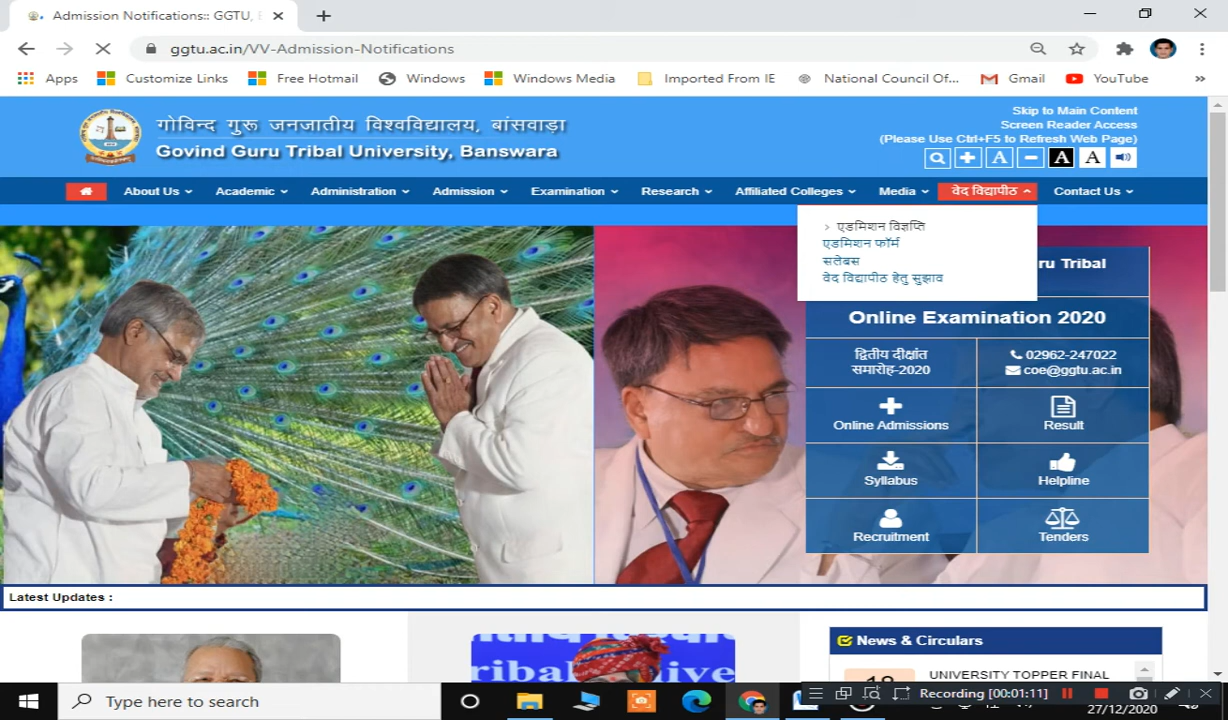 Admission Notifications:: GGTU,
ggtu.ac.in/VV-Admission-Notifications
Apps
Customize Links
Free Hotmail
Windows
Windows Media
Imported From IE
National Council Of...
Gmail
YouTube
»
गोविन्द गुरू जनजातीय विश्वविद्यालय, बांसवाड़ा
Govind Guru Tribal University, Banswara
Skip to Main Content
Screen Reader Access
(Please Use Ctrl+F5 to Refresh Web Page)
A
A
A
About Us
Academic
Administration
Admission
Examination
Research
Affiliated Colleges
Media
वेद विद्यापीठ
Contact Us
एडमिशन विज्ञप्ति
एडमिशन फॉर्म
सलेबस
वेद विद्यापीठ हेतु सुझाव
ru Tribal
Online Examination 2020
द्वितीय दीक्षांत
समारोह-2020
02962-247022
coe@ggtu.ac.in
Online Admissions
Result
Syllabus
Helpline
Recruitment
Tenders
Latest Updates :
News & Circulars
UNIVERSITY TOPPER FINAL
Type here to search
Recording [00:01:11]
27/12/2020